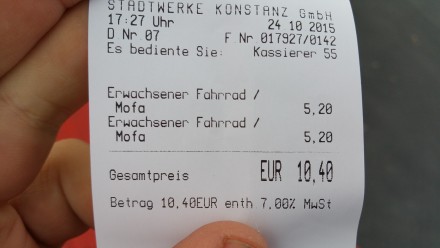 STADTWERKE KONSTANZ GmbH
17:27 Uhr 24 10 2015
D Nr 07 F Nr 017927/0142
Es bediente Sie: Kassierer 55
Erwachsener Fahrrad /
Mofa 5,20
Erwachsener Fahrrad /
Mofa 5,20
Gesamtpreis EUR 10,40
Betrag 10,40EUR enth 7,00% MwSt